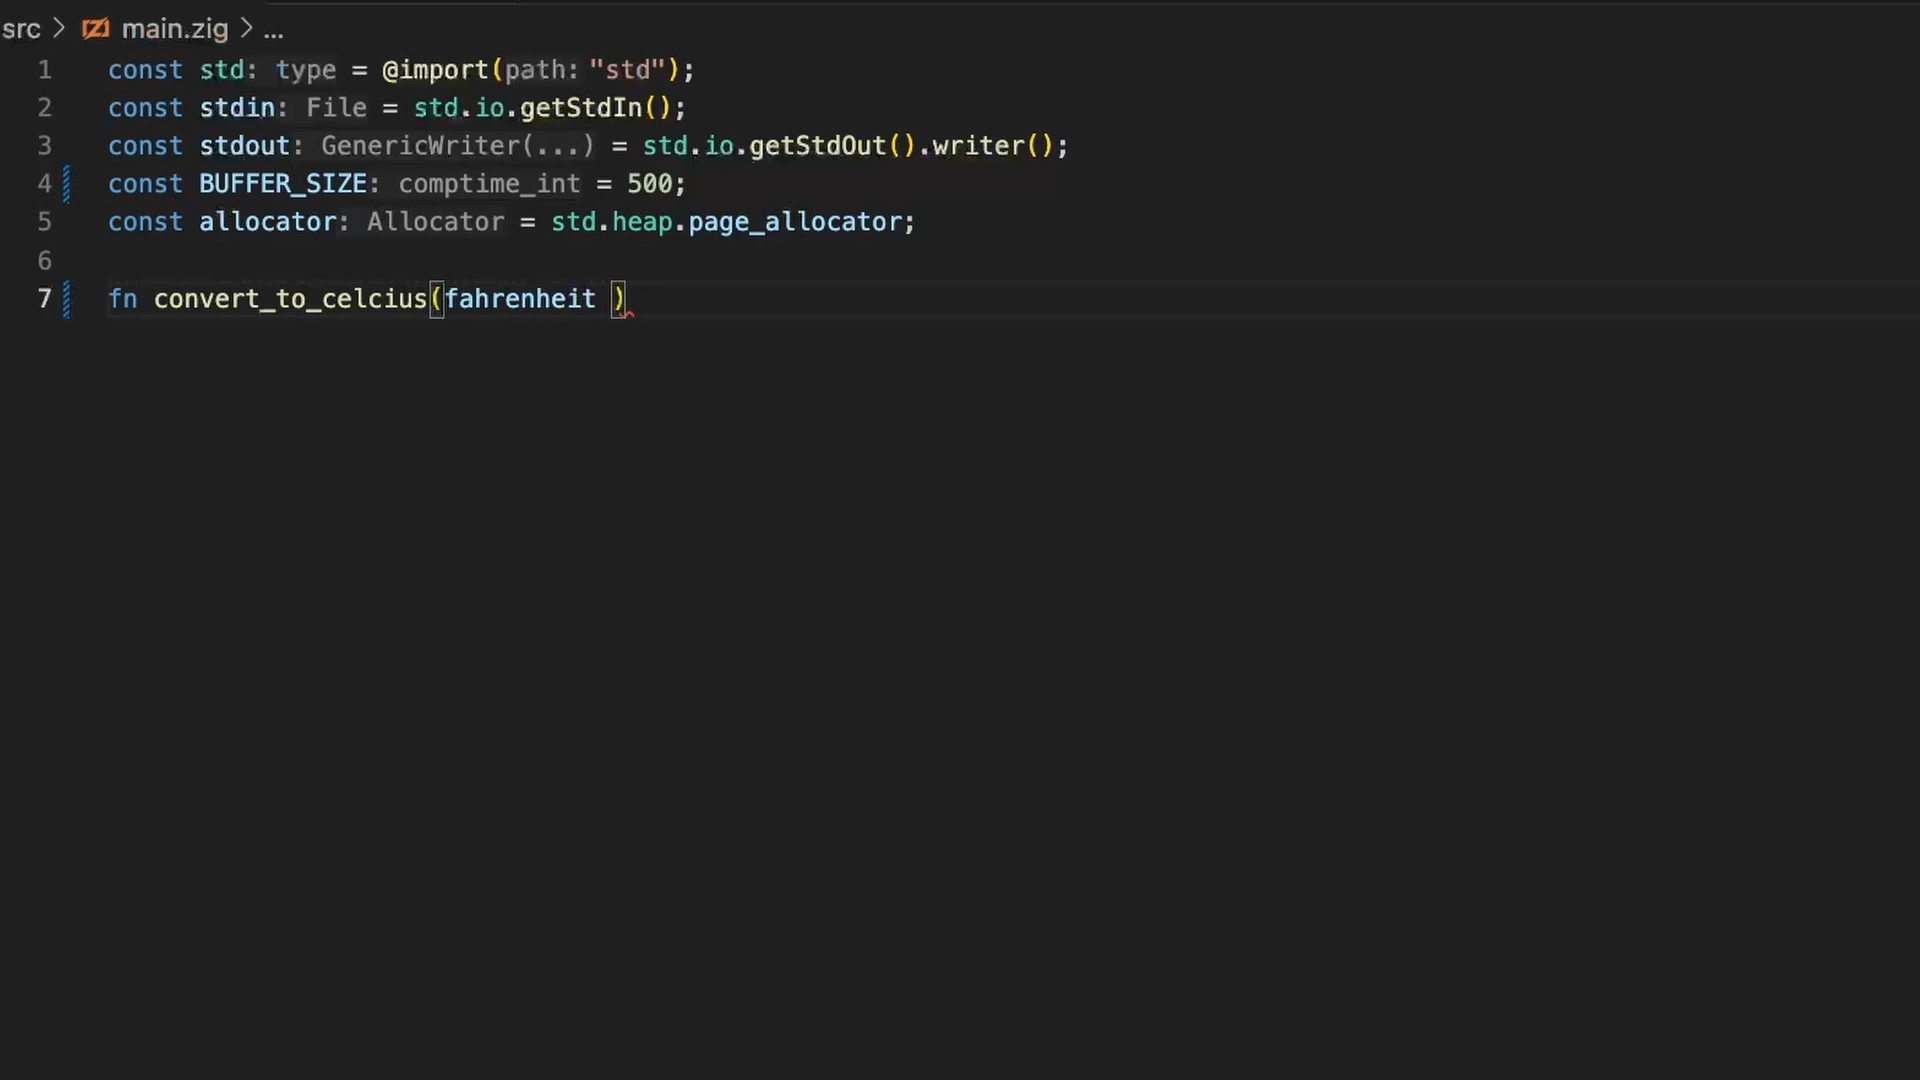 src > main.zig > ...
1 const std: type = @import(path: "std");
2 const stdin: File = std.io.getStdIn();
3 const stdout: GenericWriter(...) = std.io.getStdOut().writer();
4 const BUFFER_SIZE: comptime_int = 500;
5 const allocator: Allocator = std.heap.page_allocator;
6
7 fn convert_to_celcius(fahrenheit )